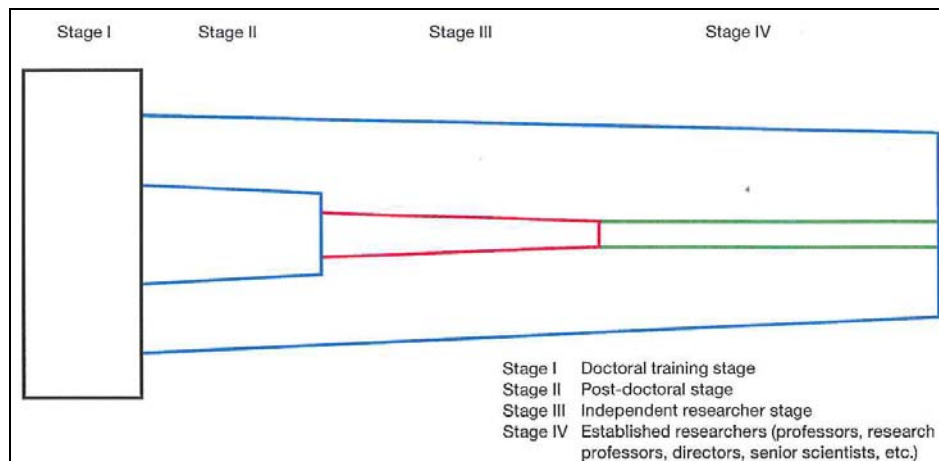 Stage I Stage II Stage III Stage IV
Stage I Doctoral training stage
Stage II Post-doctoral stage
Stage III Independent researcher stage
Stage IV Established researchers (professors, research
professors, directors, senior scientists, etc.)